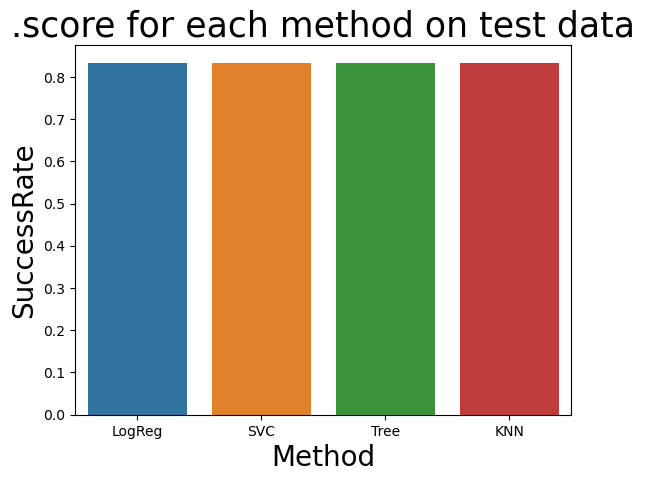 .score for each method on test data
SuccessRate
0.8
0.7
0.6
0.5
0.4
0.3
0.2
0.1
0.0
LogReg SVC Tree KNN
Method